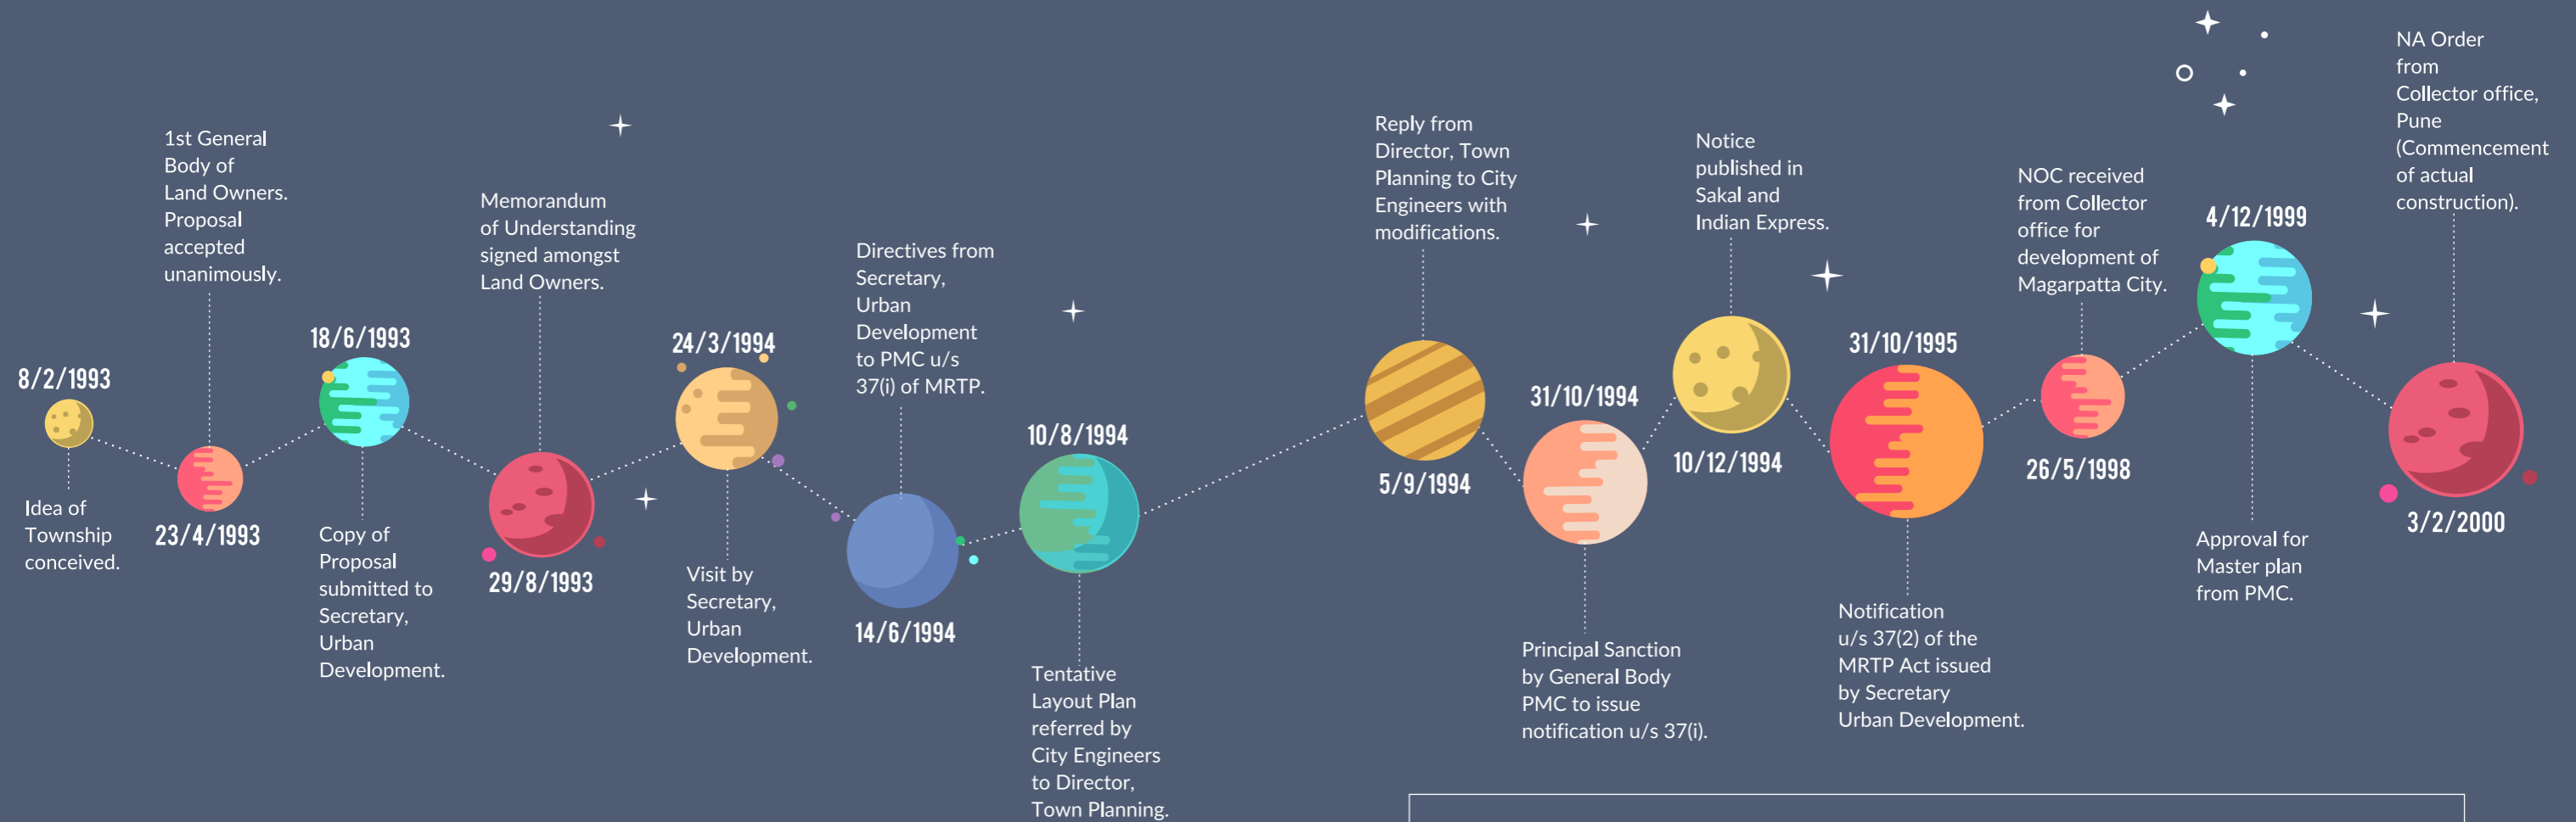 8/2/1993
Idea of
Township
conceived.
1st General
Body of
Land Owners.
Proposal
accepted
unanimously.
23/4/1993
18/6/1993
Copy of
Proposal
submitted to
Secretary,
Urban
Development.
Memorandum
of Understanding
signed amongst
Land Owners.
29/8/1993
24/3/1994
Visit by
Secretary,
Urban
Development.
Directives from
Secretary,
Urban
Development
to PMC u/s
37(i) of MRTP.
14/6/1994
10/8/1994
Tentative
Layout Plan
referred by
City Engineers
to Director,
Town Planning.
Reply from
Director, Town
Planning to City
Engineers with
modifications.
5/9/1994
31/10/1994
Principal Sanction
by General Body
PMC to issue
notification u/s 37(i).
Notice
published in
Sakal and
Indian Express.
10/12/1994
31/10/1995
Notification
u/s 37(2) of the
MRTP Act issued
by Secretary
Urban Development.
NOC received
from Collector
office for
development of
Magarpatta City.
26/5/1998
4/12/1999
Approval for
Master plan
from PMC.
NA Order
from
Collector office,
Pune
(Commencement
of actual
construction).
3/2/2000